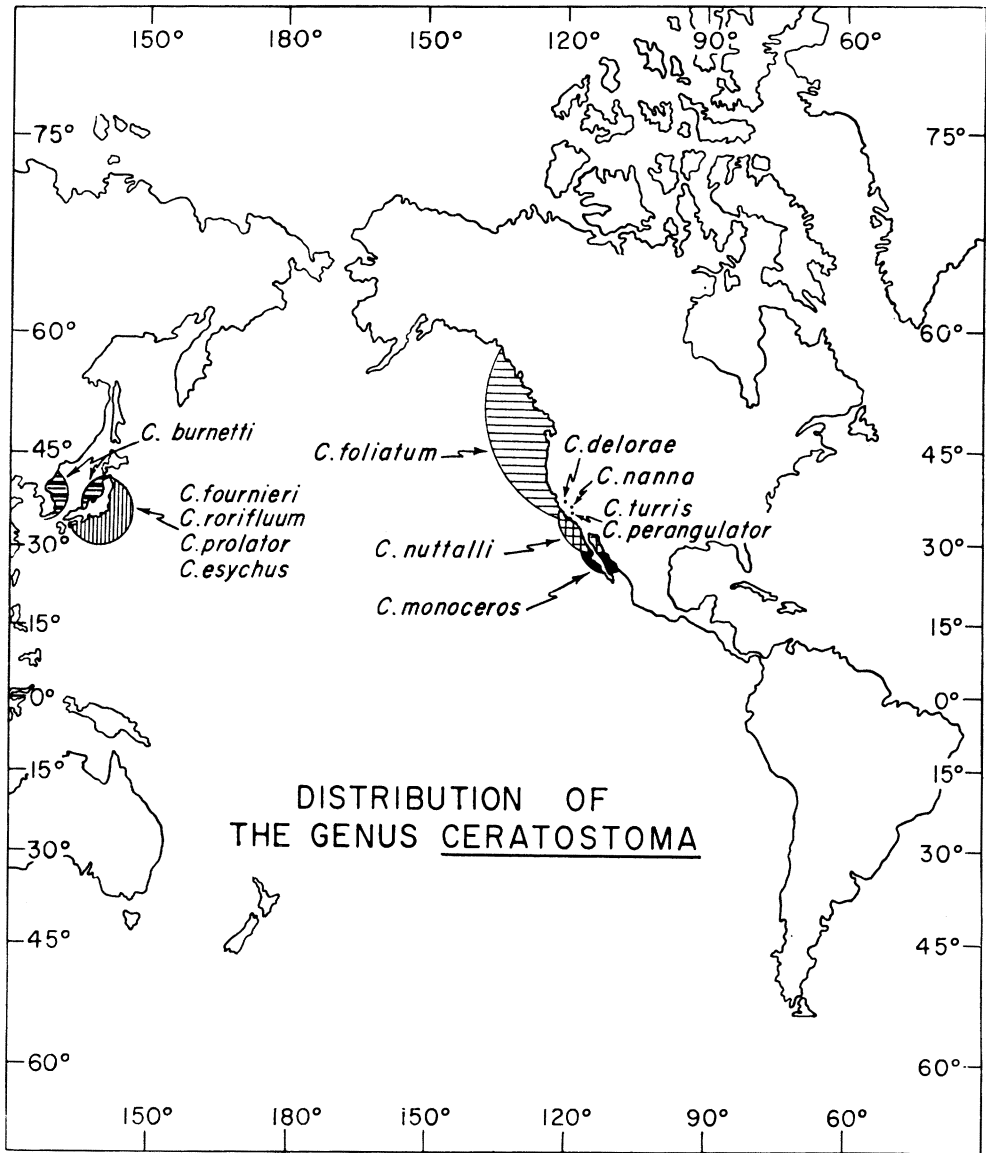 150° 180° 150° 120° 90° 60°
75° 75°
60° 60°
C. burnetti
45° C. foliatum C. delorae 45°
C. nanna
C. fournieri
C. rorifluum C. turris
C. prolator C. perangulator
30° C. nuttalli 30°
C. esychus
C. monoceros
15° 15°
0° 0°
15° 15°
DISTRIBUTION OF
THE GENUS CERATOSTOMA
30° 30°
45° 45°
60° 60°
150° 180° 150° 120° 90° 60°